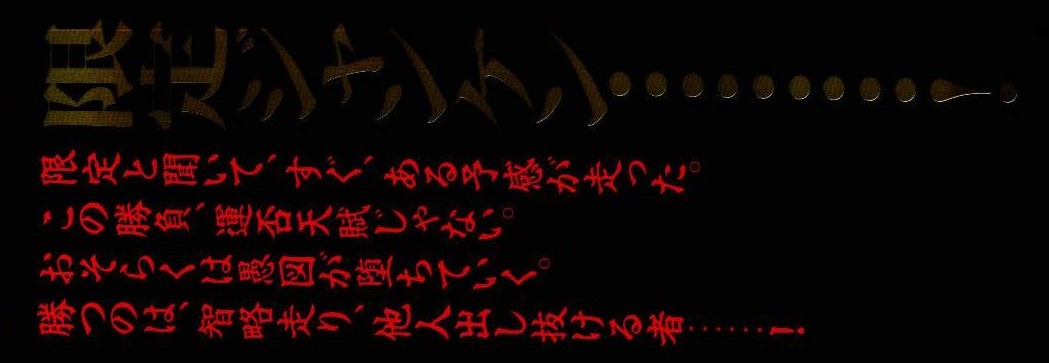 限定ジャンケン・・・・・・・・・!。
限定と聞いて、すぐ、ある予感が走った。
この勝負、運否天賦じゃない。
おそらくは愚図が堕ちていく。
勝つのは、智略走り、他人出し抜ける者……!